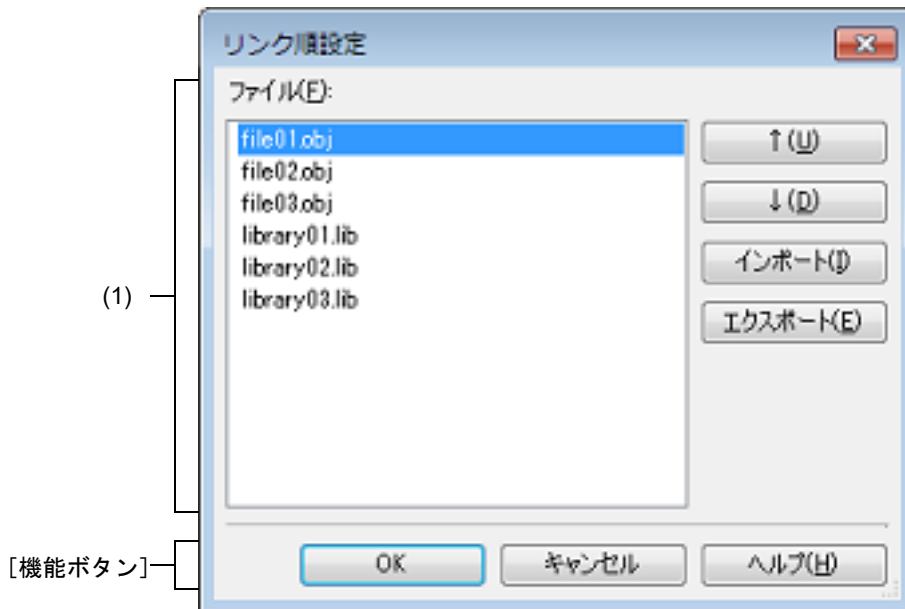 リンク順設定
ファイル(F):
file01.obj
file02.obj
file03.obj
library01.lib
library02.lib
library03.lib
↑(U)
↓(D)
インポート(I)
エクスポート(E)
(1)
[機能ボタン]
OK
キャンセル
ヘルプ(H)